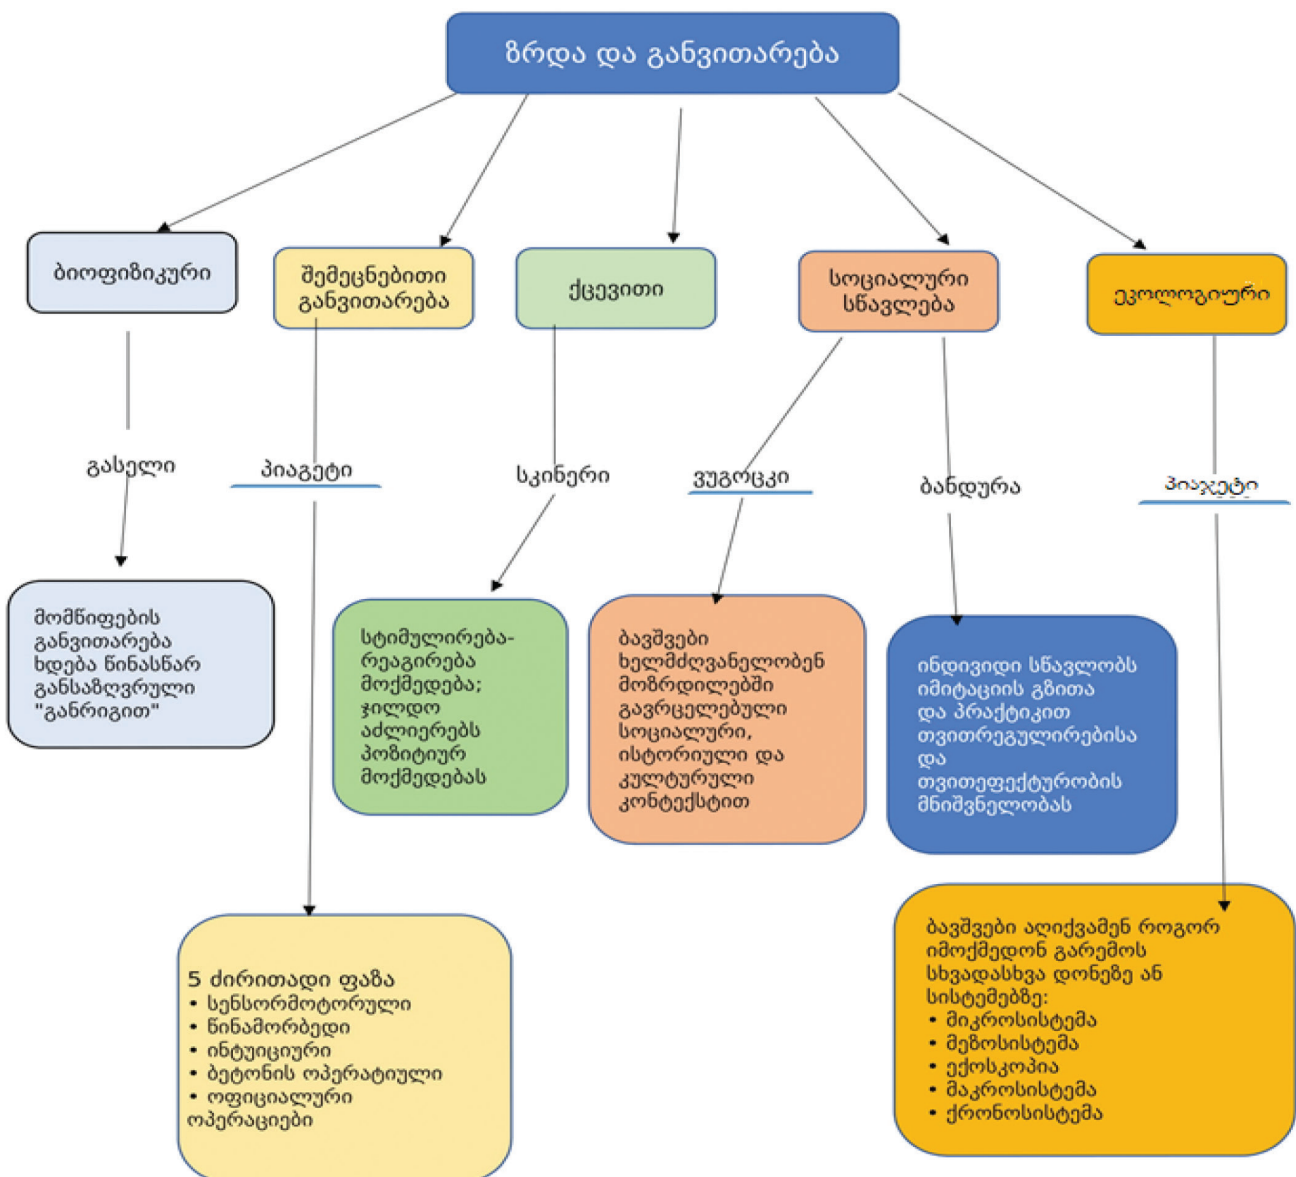 ზრდა და განვითარება
ბიოფიზიკური
შემეცნებითი
განვითარება
ქცევითი
სოციალური
სწავლება
ეკოლოგიური
გასელი
პიაგეტი
სკინერი
ვუგოცკი
ბანდურა
პიაჯეტი
მომწიფების
განვითარება
ხდება წინასწარ
განსაზღვრული
"განრიგით"
სტიმულირება-
რეაგირება
მოქმედება;
ჯილდო
აძლიერებს
პოზიტიურ
მოქმედებას
ბავშვები
ხელმძღვანელობენ
მოზრდილებში
გავრცელებული
სოციალური,
ისტორიული და
კულტურული
კონტექსტით
ინდივიდი სწავლობს
იმიტაციის გზითა
და პრაქტიკით
თვითრეგულირებისა
და
თვითეფექტურობის
მნიშვნელობას
5 ძირითადი ფაზა
• სენსორმოტორული
• წინამორბედი
• ინტუიციური
• ბეტონის ოპერატიული
• ოფიციალური
ოპერაციები
ბავშვები აღიქვამენ როგორ
იმოქმედონ გარემოს
სხვადასხვა დონეზე ან
სისტემებზე:
• მიკროსისტემა
• მეზოსისტემა
• ექოსკოპია
• მაკროსისტემა
• ქრონოსისტემა